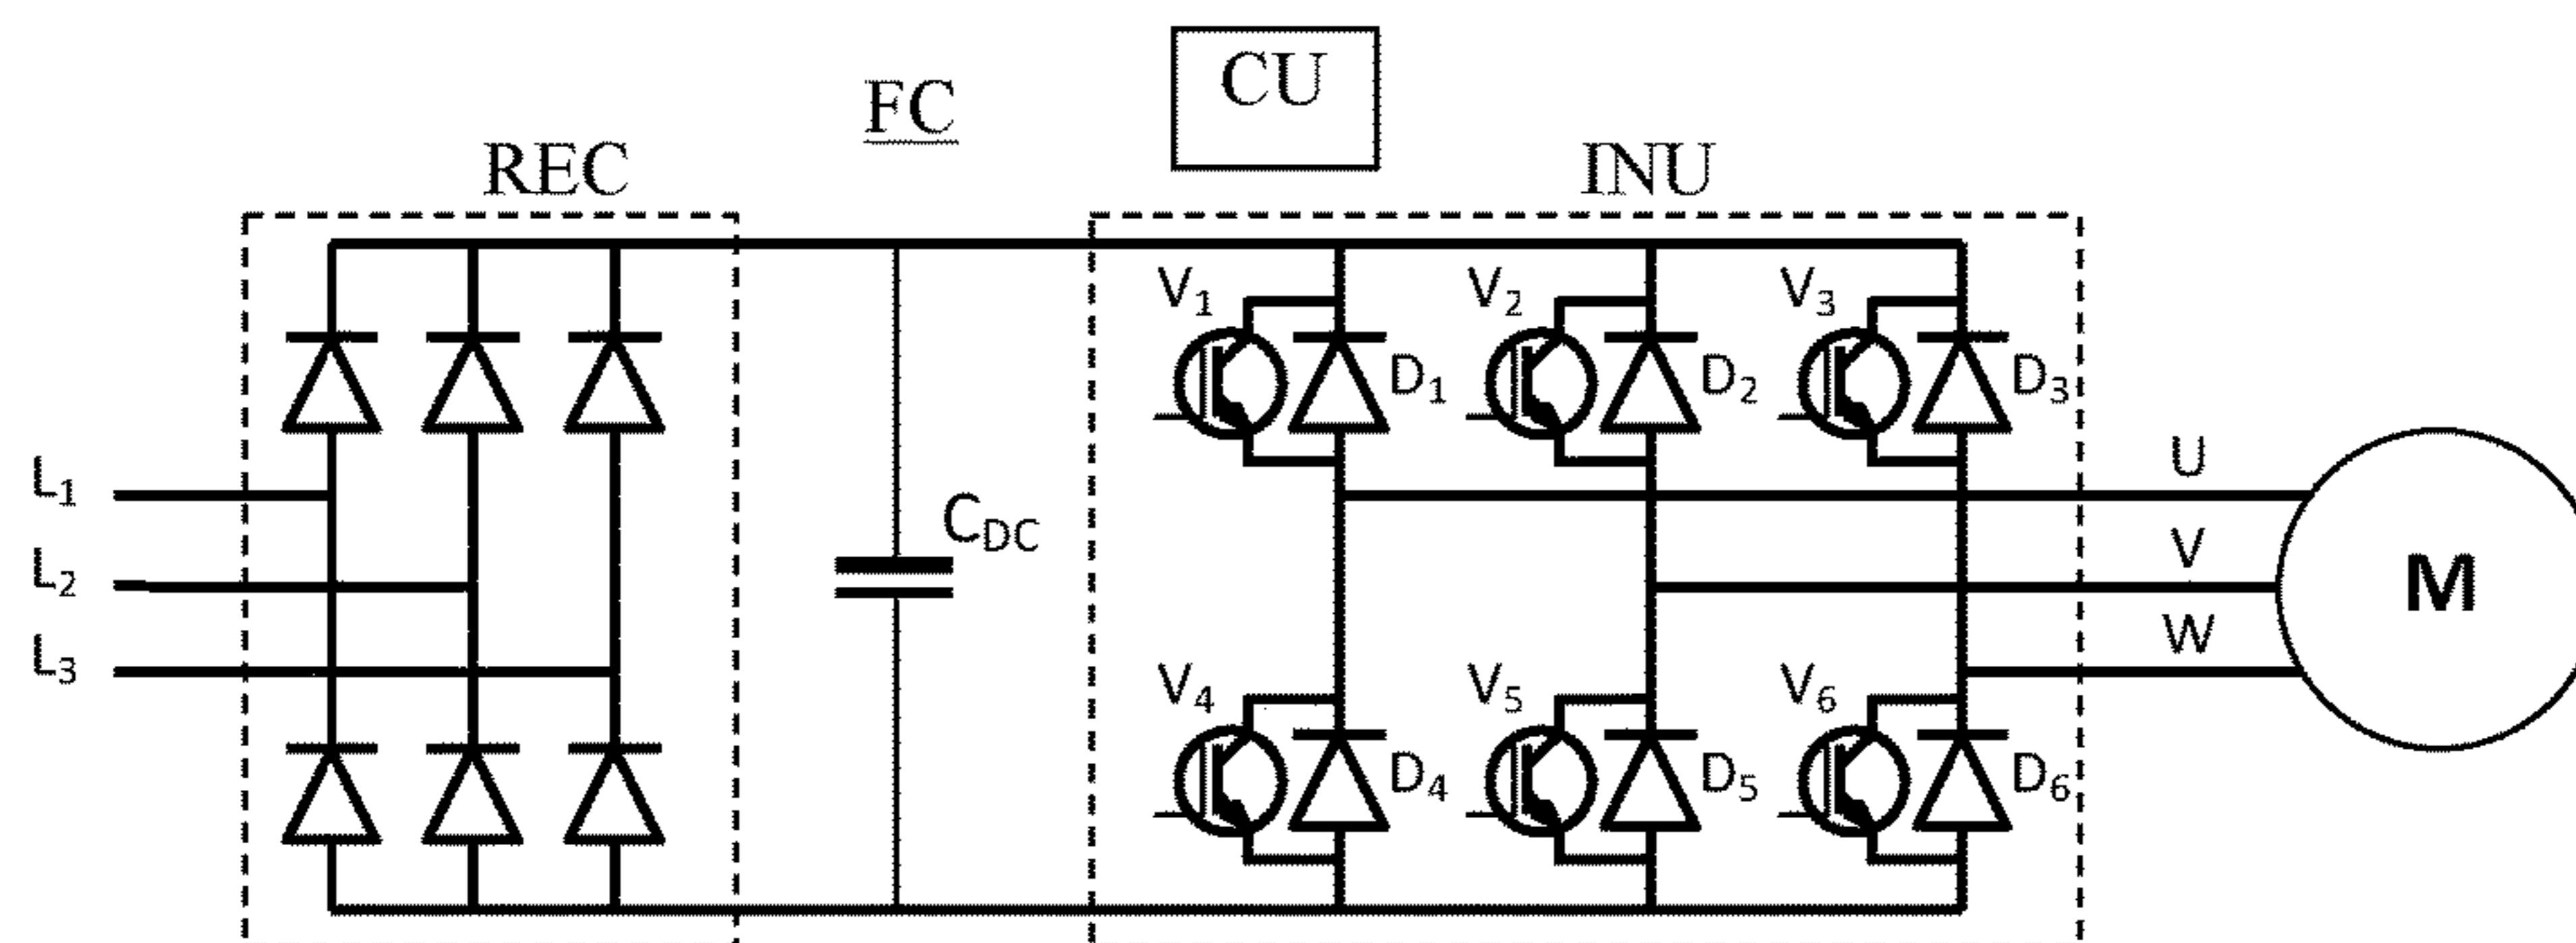 CU
FC
REC
INU
V₁
V₂
V₃
D₁
D₂
D₃
L₁
U
C_DC
L₂
V
L₃
W
M
V₄
V₅
V₆
D₄
D₅
D₆